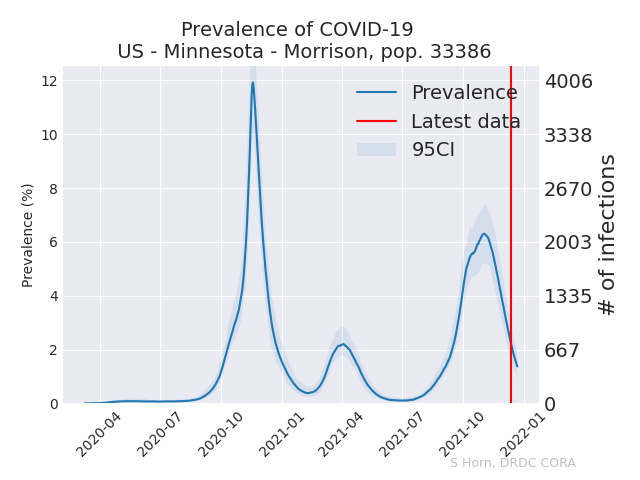 Prevalence of COVID-19
US - Minnesota - Morrison, pop. 33386
Prevalence
Latest data
95CI
Prevalence (%)
12
10
8
6
4
2
0
4006
3338
2670
2003
1335
667
0
# of infections
2020-04
2020-07
2020-10
2021-01
2021-04
2021-07
2021-10
2022-01
S Horn, DRDC CORA